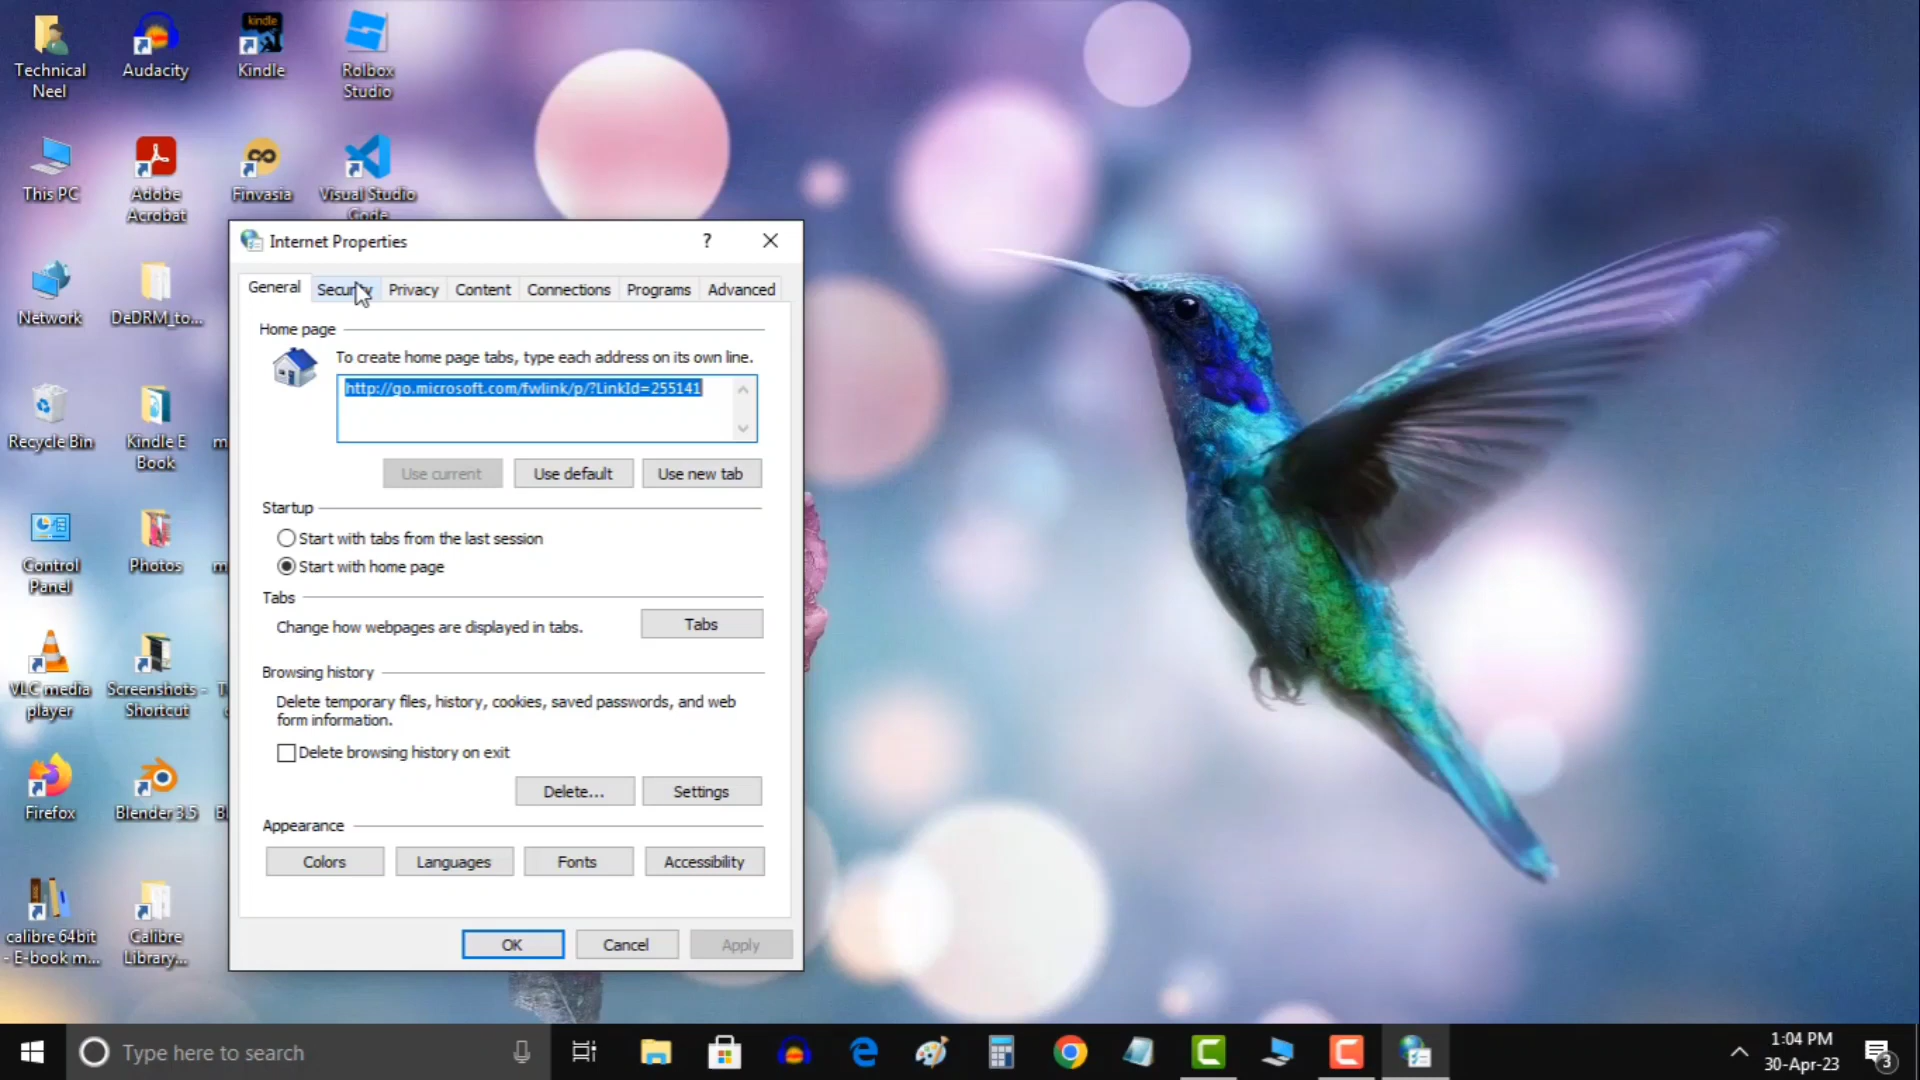 Technical
Neel
Audacity
kindle
Kindle
Rolbox
Studio
This PC
Adobe
Acrobat
Finvasia
Visual Studio
Code
Network
DeDRM_to...
Recycle Bin
Kindle E
Book
Control
Panel
Photos
VLC media
player
Screenshots -
Shortcut
Firefox
Blender 3.5
calibre 64bit
- E-book m...
Calibre
Library...
Internet Properties
?
General
Security
Privacy
Content
Connections
Programs
Advanced
Home page
To create home page tabs, type each address on its own line.
http://go.microsoft.com/fwlink/p/?LinkId=255141
Use current
Use default
Use new tab
Startup
Start with tabs from the last session
Start with home page
Tabs
Change how webpages are displayed in tabs.
Tabs
Browsing history
Delete temporary files, history, cookies, saved passwords, and web
form information.
Delete browsing history on exit
Delete...
Settings
Appearance
Colors
Languages
Fonts
Accessibility
OK
Cancel
Apply
Type here to search
1:04 PM
30-Apr-23
3